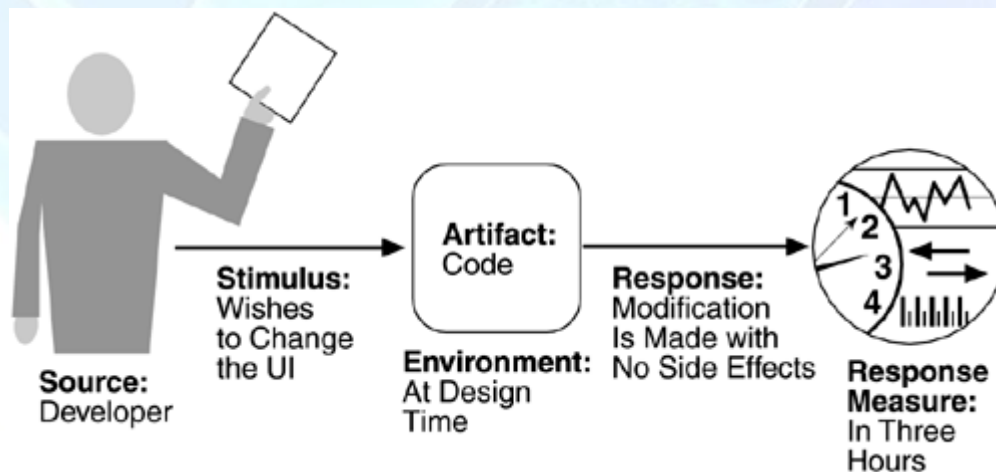 Source:
Developer
Stimulus:
Wishes
to Change
the UI
Artifact:
Code
Environment:
At Design
Time
Response:
Modification
Is Made with
No Side Effects
1
2
3
4
Response
Measure:
In Three
Hours